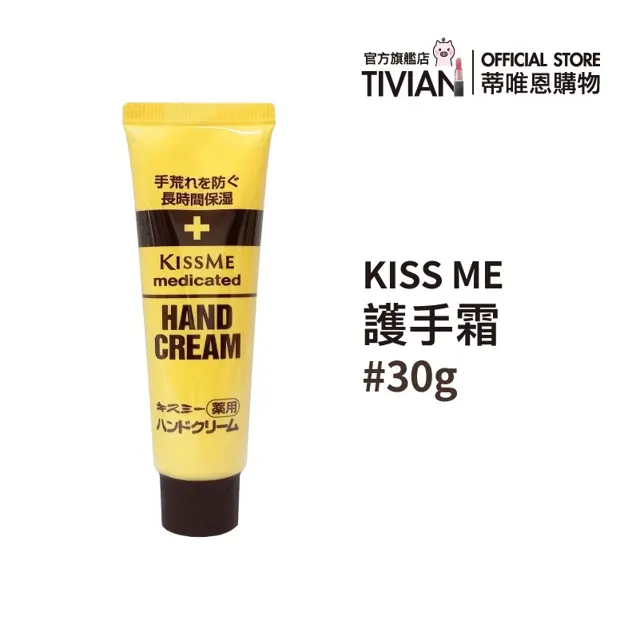 官方旗艦店
TIVIAN
OFFICIAL STORE
蒂唯恩購物
手荒れを防ぐ
長時間保湿
KISSME
medicated
HAND
CREAM
キスミー薬用
ハンドクリーム
KISS ME
護手霜
#30g